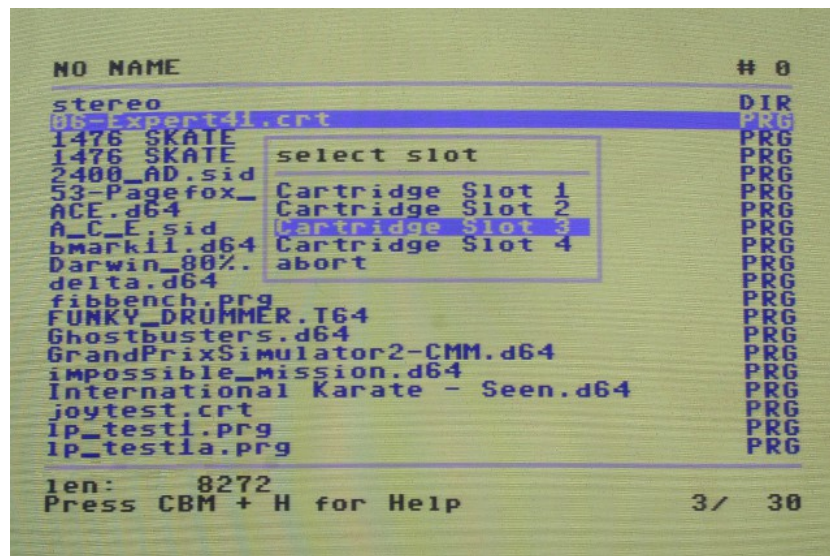 NO NAME # 0
stereo DIR
06-Expert41.crt PRG
1476 SKATE PRG
1476 SKATE PRG
2400_AD.sid PRG
53-Pagefox_ PRG
ACE.d64 PRG
A_C_E.sid PRG
bmark11.d64 PRG
Darwin_80%. PRG
delta.d64 PRG
fibbench.prg PRG
FUNKY_DRUMMER.T64 PRG
Ghostbusters.d64 PRG
GrandPrixSimulator2-CMM.d64 PRG
impossible_mission.d64 PRG
International Karate - Seen.d64 PRG
joytest.crt PRG
lp_test1.prg PRG
lp_test1a.prg PRG
select slot
Cartridge Slot 1
Cartridge Slot 2
Cartridge Slot 3
Cartridge Slot 4
abort
len: 8272
Press CBM + H for Help 3/ 30